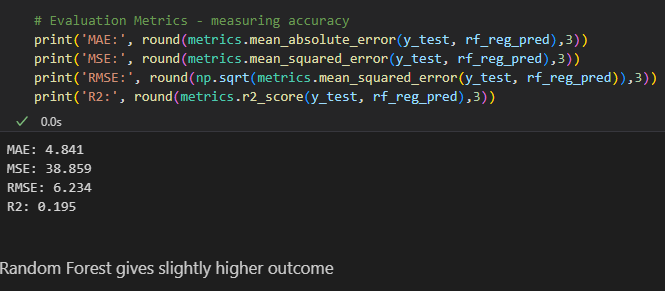 # Evaluation Metrics - measuring accuracy
print('MAE:', round(metrics.mean_absolute_error(y_test, rf_reg_pred),3))
print('MSE:', round(metrics.mean_squared_error(y_test, rf_reg_pred),3))
print('RMSE:', round(np.sqrt(metrics.mean_squared_error(y_test, rf_reg_pred)),3))
print('R2:', round(metrics.r2_score(y_test, rf_reg_pred),3))
✓ 0.0s
MAE: 4.841
MSE: 38.859
RMSE: 6.234
R2: 0.195
Random Forest gives slightly higher outcome